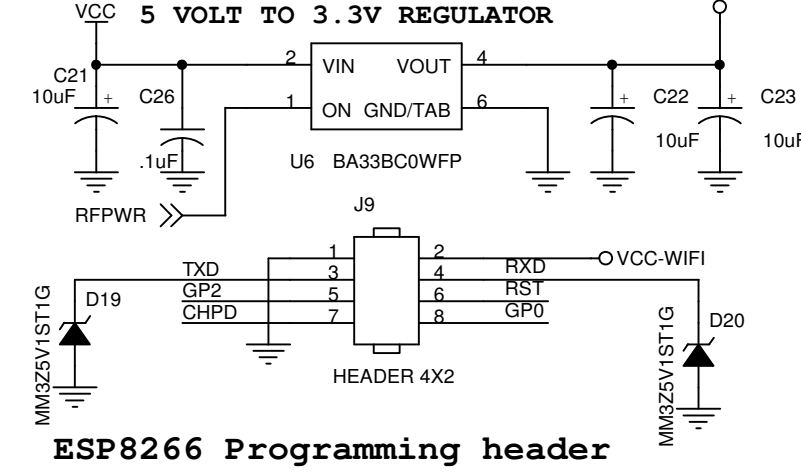 VCC 5 VOLT TO 3.3V REGULATOR
C21
10uF
+
C26
.1uF
2 VIN VOUT 4
1 ON GND/TAB 6
U6 BA33BC0WFP
+
C22
10uF
+
C23
10uF
RFPWR
J9
1 2 VCC-WIFI
TXD 3 4 RXD
GP2 5 6 RST
CHPD 7 8 GP0
D19
MM3Z5V1ST1G
D20
MM3Z5V1ST1G
HEADER 4X2
ESP8266 Programming header